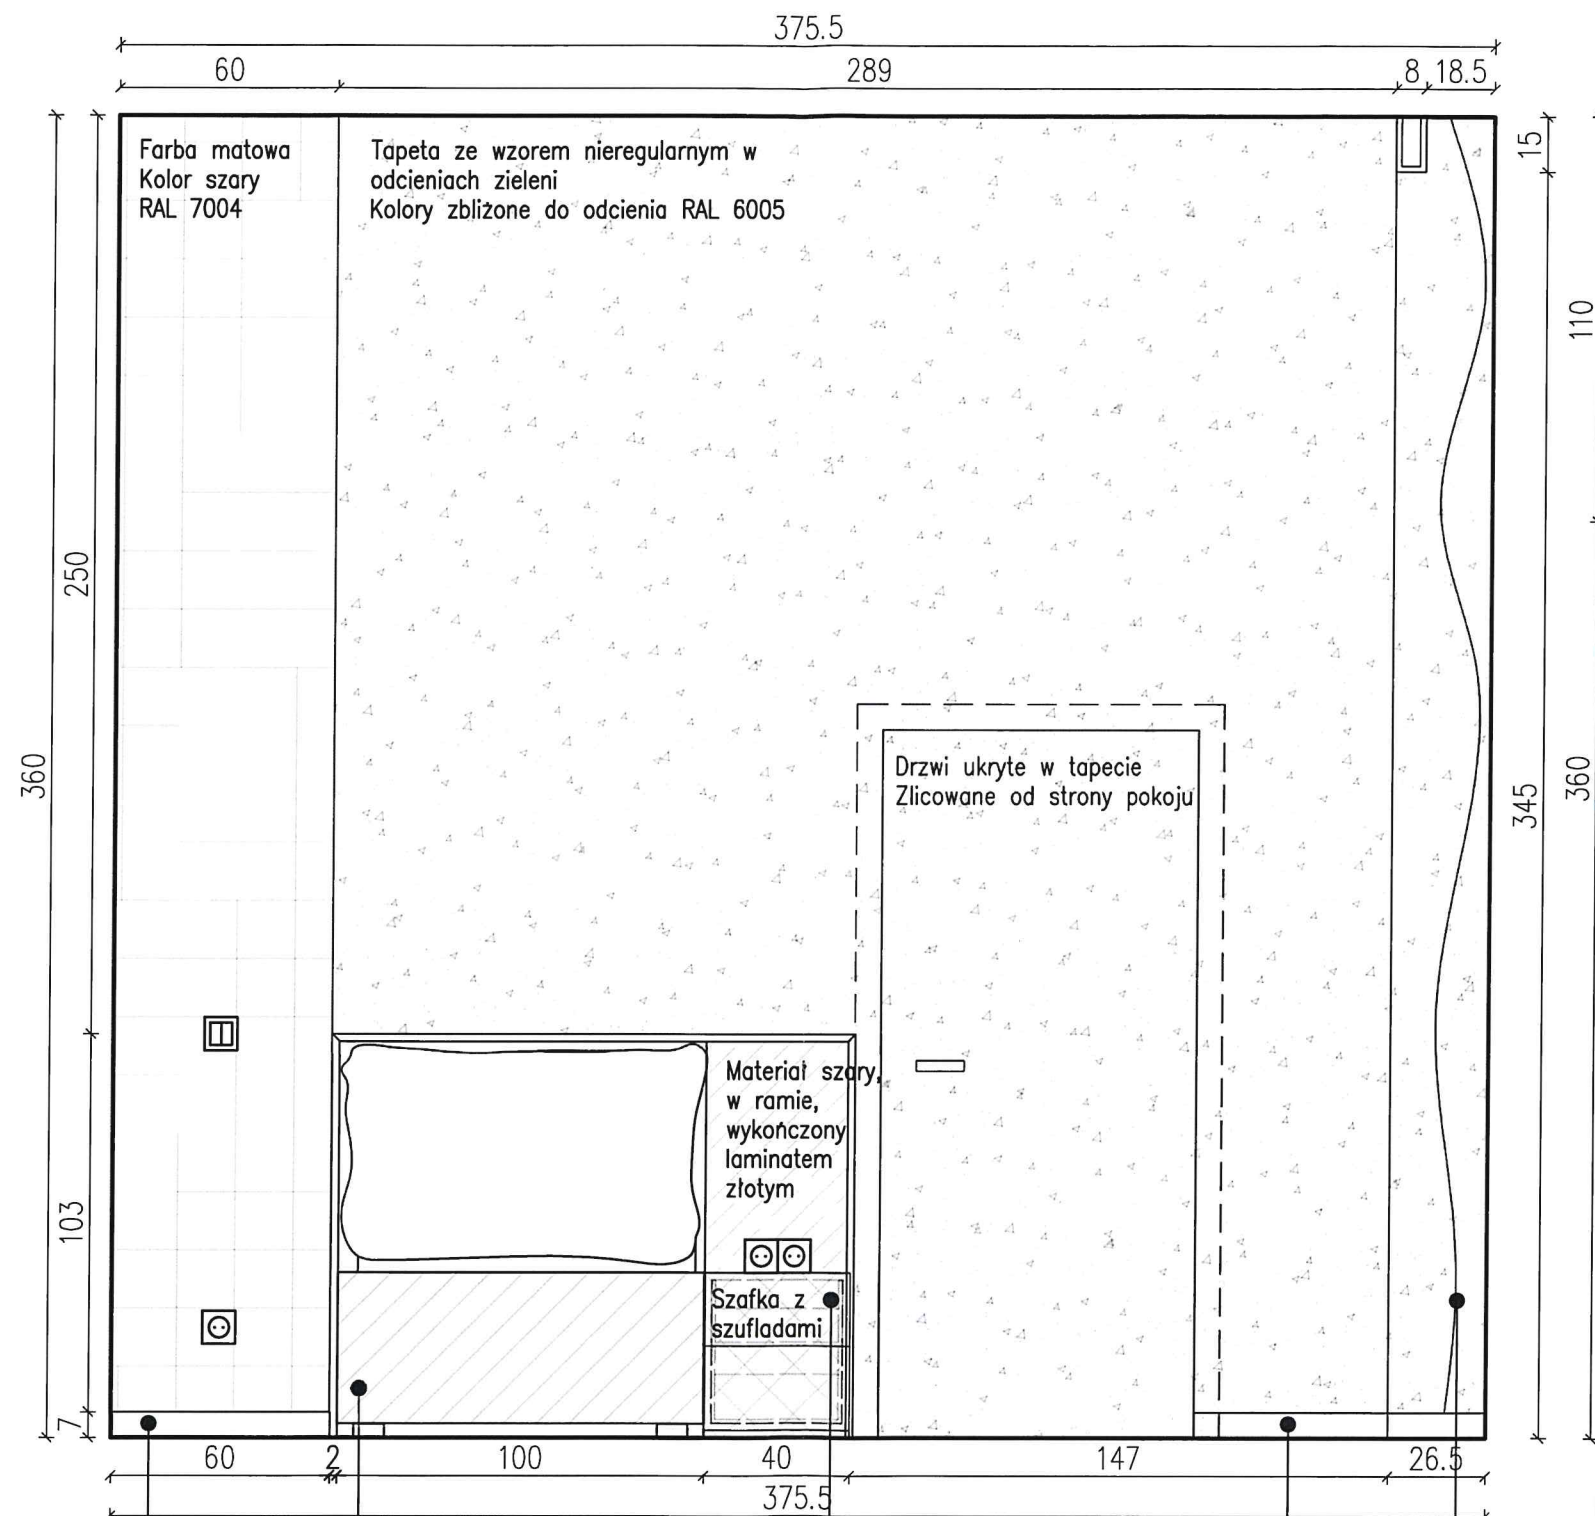 375.5
60 289 8 18.5
Farba matowa
Kolor szary
RAL 7004
Tapeta ze wzorem nieregularnym w
odcieniach zieleni
Kolory zbliżone do odcienia RAL 6005
15
110
250
360
Drzwi ukryte w tapecie
Zlicowane od strony pokoju
345
360
Materiał szary,
w ramie,
wykończony
laminatem
złotym
103
Szafka z
szufladami
7
60 2 100 40 147 26.5
375.5